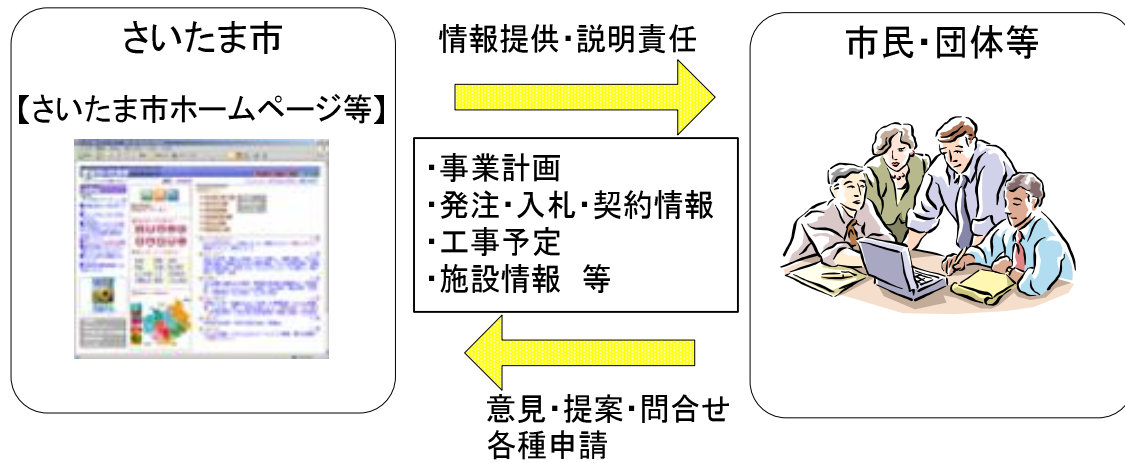 さいたま市
【さいたま市ホームページ等】
情報提供・説明責任
・事業計画
・発注・入札・契約情報
・工事予定
・施設情報　等
意見・提案・問合せ
各種申請
市民・団体等